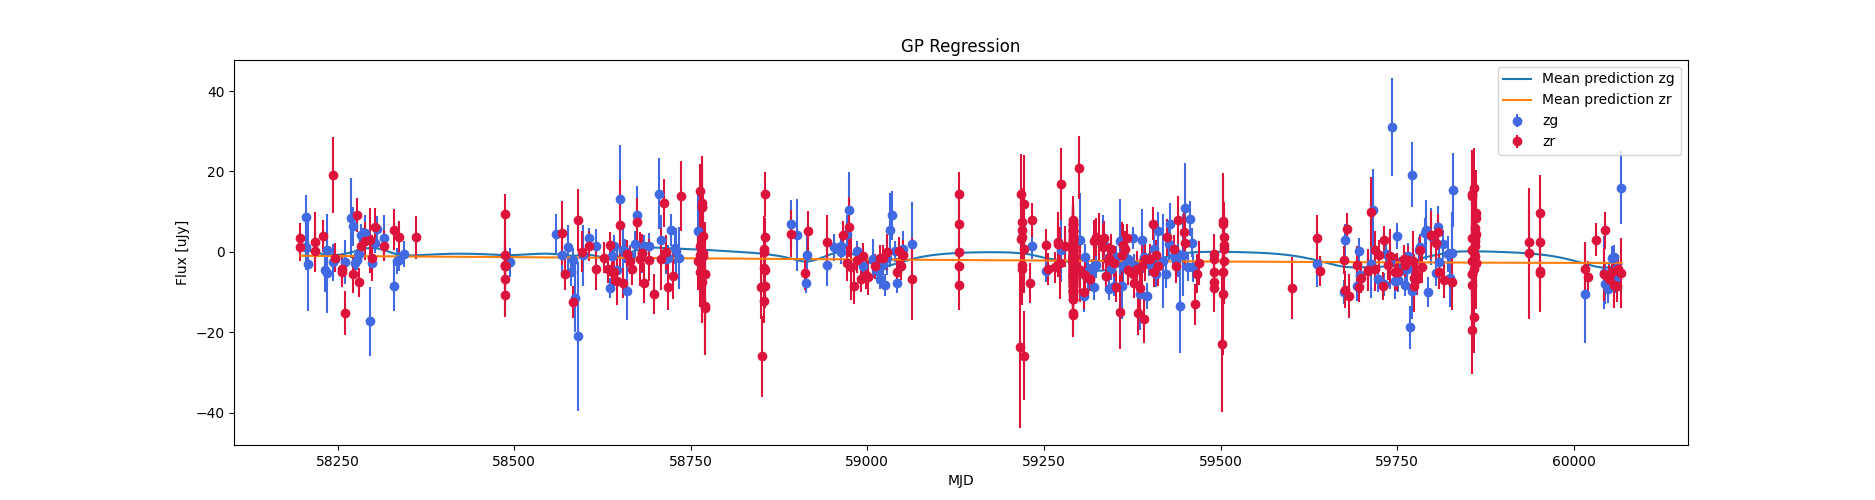 GP Regression
Flux [uJy]
40
20
0
−20
−40
Mean prediction zg
Mean prediction zr
zg
zr
58250
58500
58750
59000
59250
59500
59750
60000
MJD